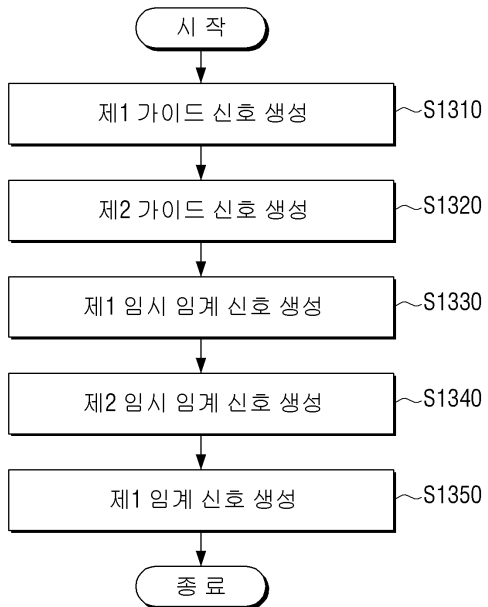 시 작
제1 가이드 신호 생성
S1310
제2 가이드 신호 생성
S1320
제1 임시 임계 신호 생성
S1330
제2 임시 임계 신호 생성
S1340
제1 임계 신호 생성
S1350
종 료